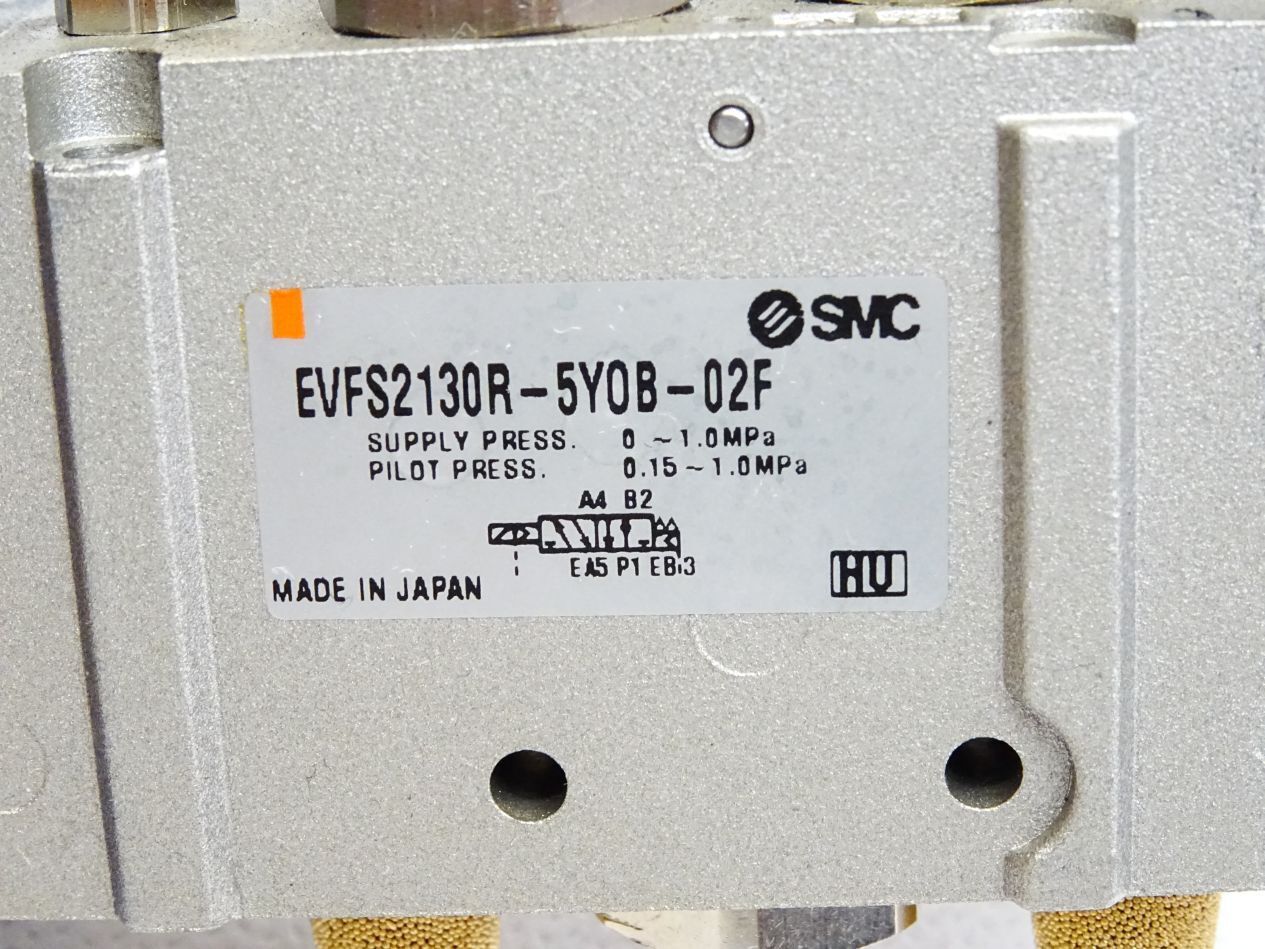 SMC
EVFS2130R-5YOB-02F
SUPPLY PRESS. 0 ~1.0MPa
PILOT PRESS. 0.15~1.0MPa
A4 B2
EA5 P1 EB3
MADE IN JAPAN
HU